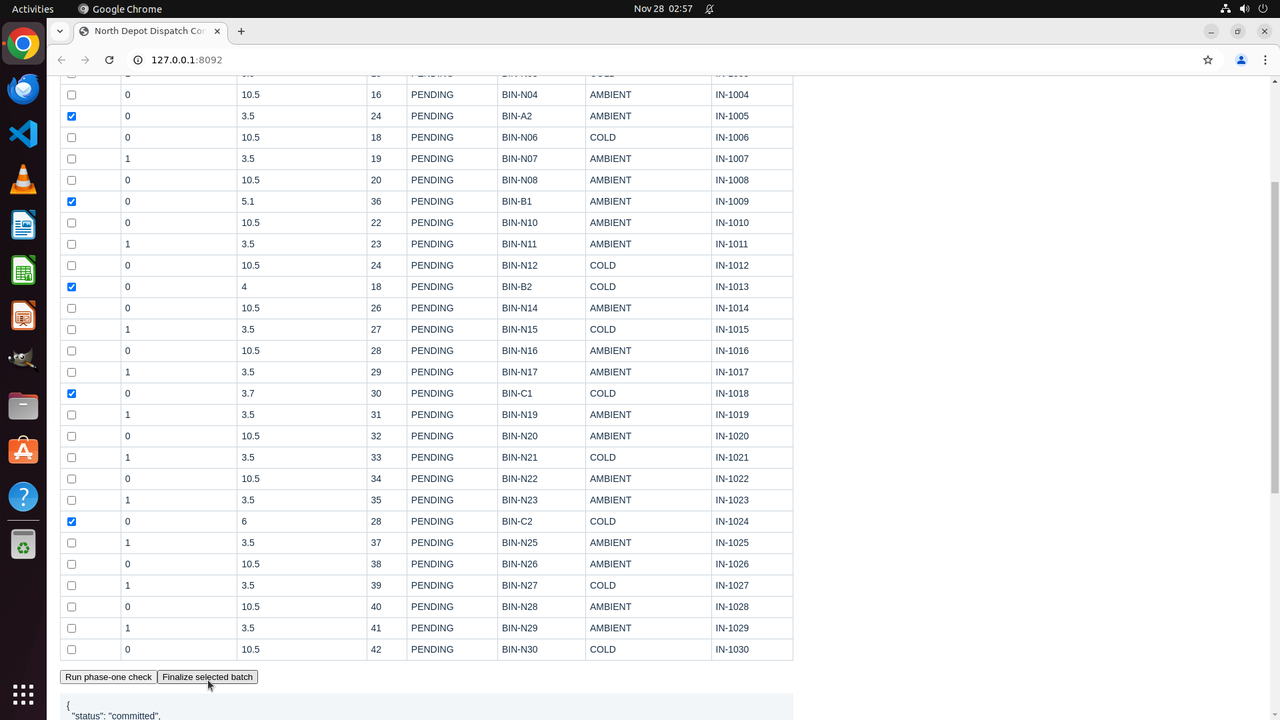 Activities Google Chrome Nov 28 02:57
North Depot Dispatch Co
127.0.0.1:8092
0 10.5 16 PENDING BIN-N04 AMBIENT IN-1004
0 3.5 24 PENDING BIN-A2 AMBIENT IN-1005
0 10.5 18 PENDING BIN-N06 COLD IN-1006
1 3.5 19 PENDING BIN-N07 AMBIENT IN-1007
0 10.5 20 PENDING BIN-N08 AMBIENT IN-1008
0 5.1 36 PENDING BIN-B1 AMBIENT IN-1009
0 10.5 22 PENDING BIN-N10 AMBIENT IN-1010
1 3.5 23 PENDING BIN-N11 AMBIENT IN-1011
0 10.5 24 PENDING BIN-N12 COLD IN-1012
0 4 18 PENDING BIN-B2 COLD IN-1013
0 10.5 26 PENDING BIN-N14 AMBIENT IN-1014
1 3.5 27 PENDING BIN-N15 COLD IN-1015
0 10.5 28 PENDING BIN-N16 AMBIENT IN-1016
1 3.5 29 PENDING BIN-N17 AMBIENT IN-1017
0 3.7 30 PENDING BIN-C1 COLD IN-1018
1 3.5 31 PENDING BIN-N19 AMBIENT IN-1019
0 10.5 32 PENDING BIN-N20 AMBIENT IN-1020
1 3.5 33 PENDING BIN-N21 COLD IN-1021
0 10.5 34 PENDING BIN-N22 AMBIENT IN-1022
1 3.5 35 PENDING BIN-N23 AMBIENT IN-1023
0 6 28 PENDING BIN-C2 COLD IN-1024
1 3.5 37 PENDING BIN-N25 AMBIENT IN-1025
0 10.5 38 PENDING BIN-N26 AMBIENT IN-1026
1 3.5 39 PENDING BIN-N27 COLD IN-1027
0 10.5 40 PENDING BIN-N28 AMBIENT IN-1028
1 3.5 41 PENDING BIN-N29 AMBIENT IN-1029
0 10.5 42 PENDING BIN-N30 COLD IN-1030
Run phase-one check Finalize selected batch
{
"status": "committed",